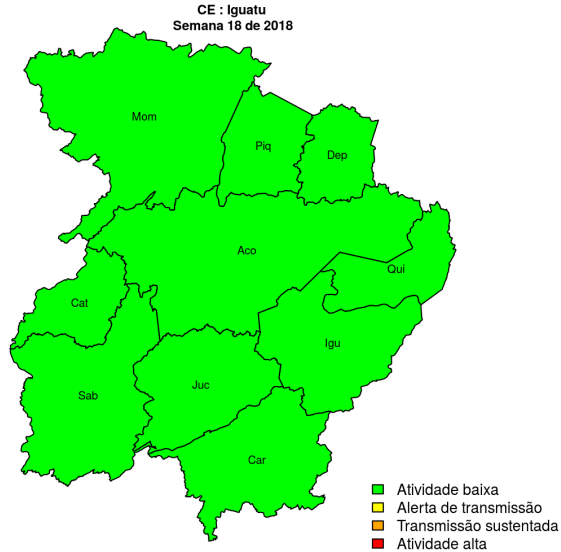 CE : Iguatu
Semana 18 de 2018
Mom
Piq
Dep
Aco
Qui
Cat
Igu
Sab
Juc
Car
Atividade baixa
Alerta de transmissão
Transmissão sustentada
Atividade alta